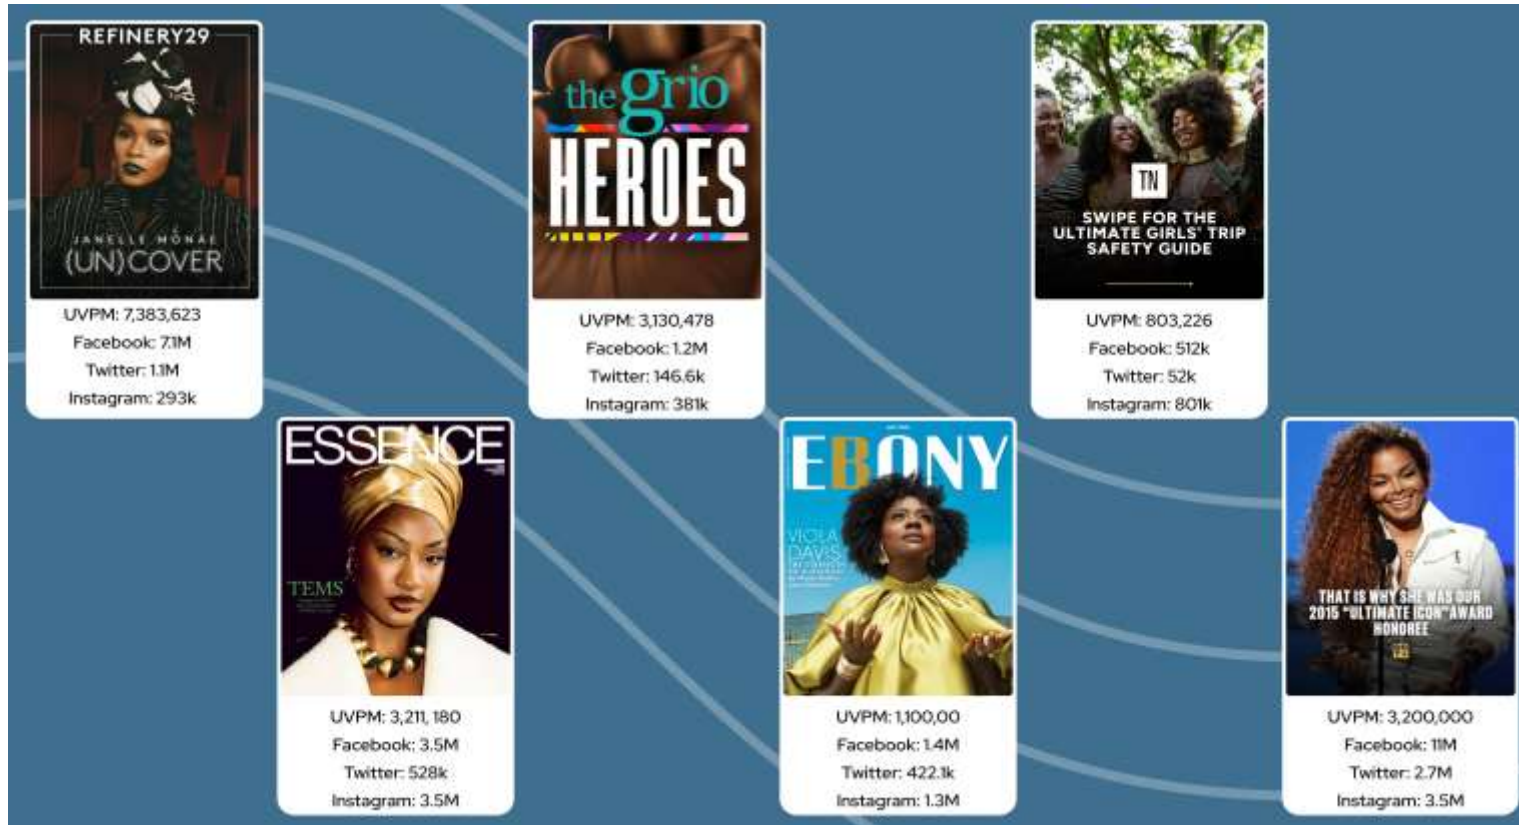 REFINERY29
JANELLE MONÁE
(UN)COVER
UVPM: 7,383,623
Facebook: 7.1M
Twitter: 1.1M
Instagram: 293k
the grio
HEROES
UVPM: 3,130,478
Facebook: 1.2M
Twitter: 146.6k
Instagram: 381k
TN
SWIPE FOR THE
ULTIMATE GIRLS' TRIP
SAFETY GUIDE
UVPM: 803,226
Facebook: 512k
Twitter: 52k
Instagram: 801k
ESSENCE
TEMS
UVPM: 3,211, 180
Facebook: 3.5M
Twitter: 528k
Instagram: 3.5M
EBONY
VIOLA
DAVIS
UVPM: 1,100,00
Facebook: 1.4M
Twitter: 422.1k
Instagram: 1.3M
THAT IS WHY SHE WAS OUR
2015 "ULTIMATE ICON" AWARD
HONOREE
UVPM: 3,200,000
Facebook: 11M
Twitter: 2.7M
Instagram: 3.5M